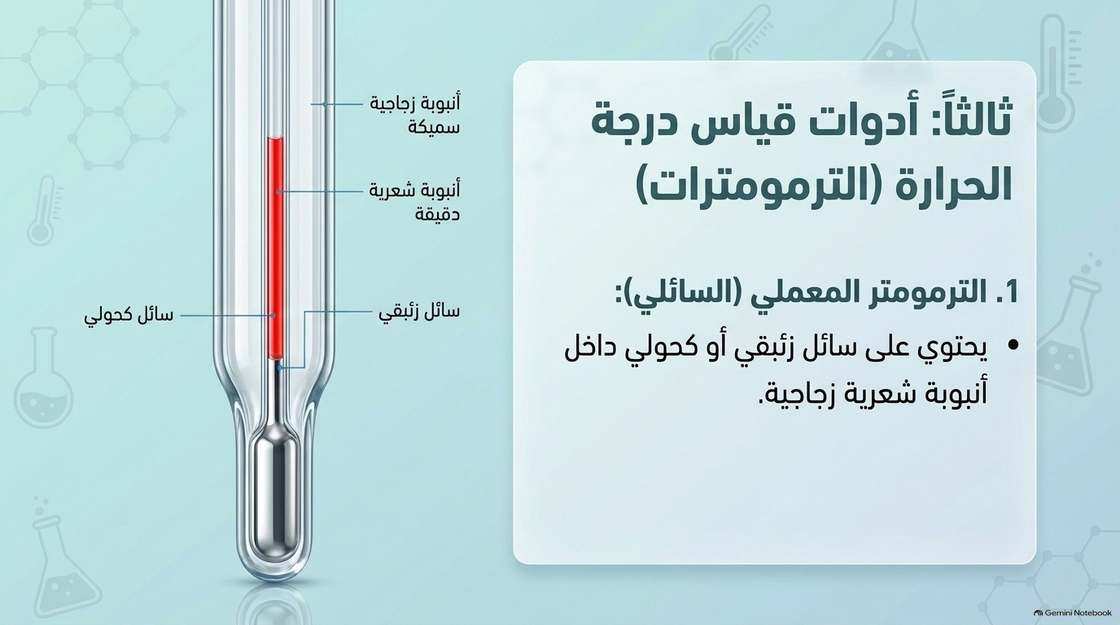 ثالثاً: أدوات قياس درجة
الحرارة (الترمومترات)
1. الترمومتر المعملي (السائلي):
• يحتوي على سائل زئبقي أو كحولي داخل
أنبوبة شعرية زجاجية.
أنبوبة زجاجية
سميكة
أنبوبة شعرية
دقيقة
سائل زئبقي
سائل كحولي
Gemini Notebook